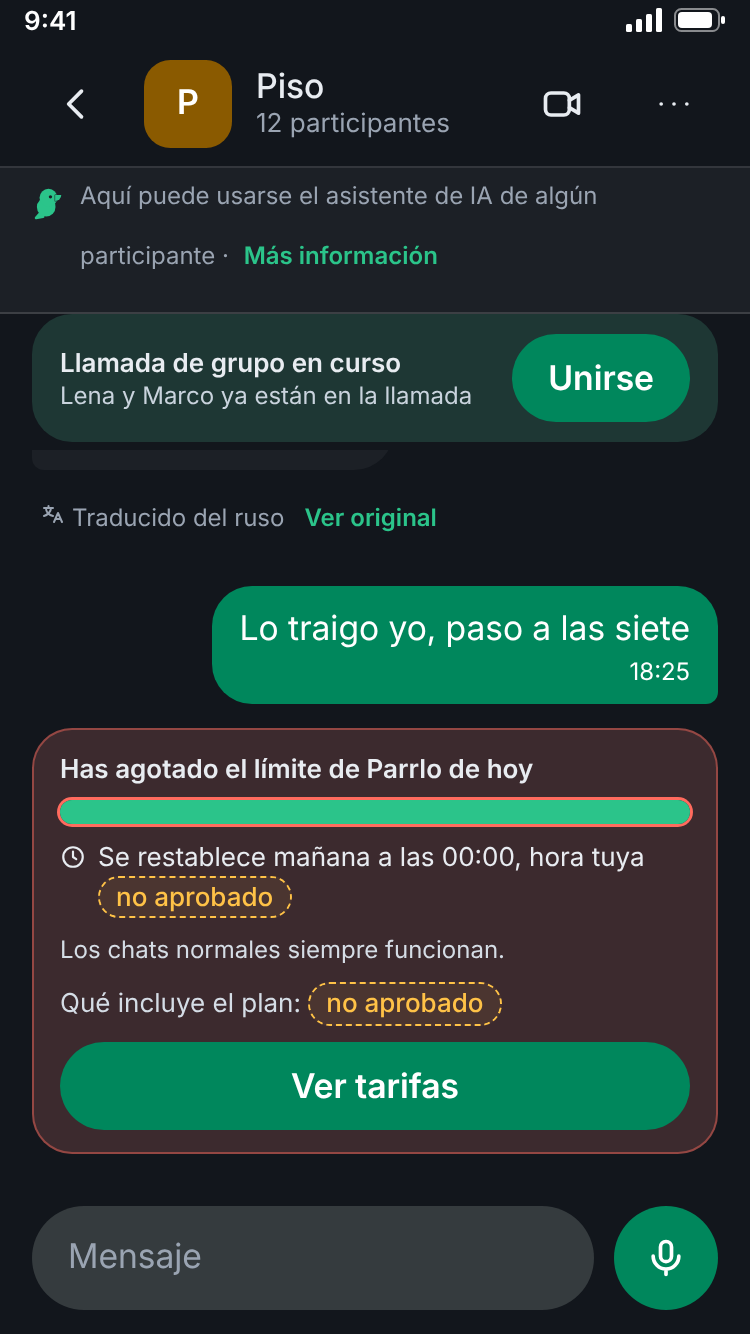 9:41
P
Piso
12 participantes
···
Aquí puede usarse el asistente de IA de algún
participante · Más información
Llamada de grupo en curso
Lena y Marco ya están en la llamada
Unirse
Traducido del ruso Ver original
Lo traigo yo, paso a las siete
18:25
Has agotado el límite de Parrlo de hoy
Se restablece mañana a las 00:00, hora tuya
no aprobado
Los chats normales siempre funcionan.
Qué incluye el plan: no aprobado
Ver tarifas
Mensaje